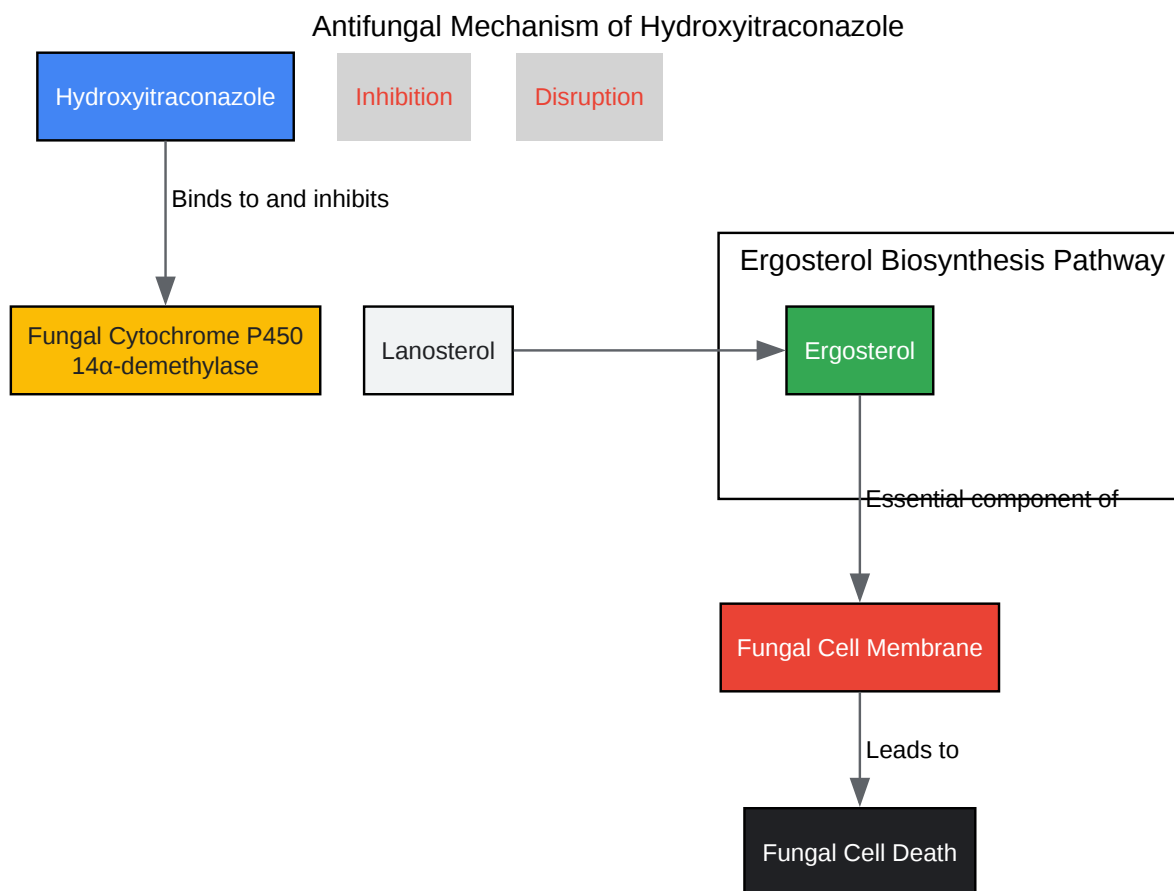 Antifungal Mechanism of Hydroxyitraconazole
Hydroxyitraconazole
Inhibition
Disruption
Binds to and inhibits
Ergosterol Biosynthesis Pathway
Fungal Cytochrome P450
14α-demethylase
Lanosterol
Ergosterol
Essential component of
Fungal Cell Membrane
Leads to
Fungal Cell Death